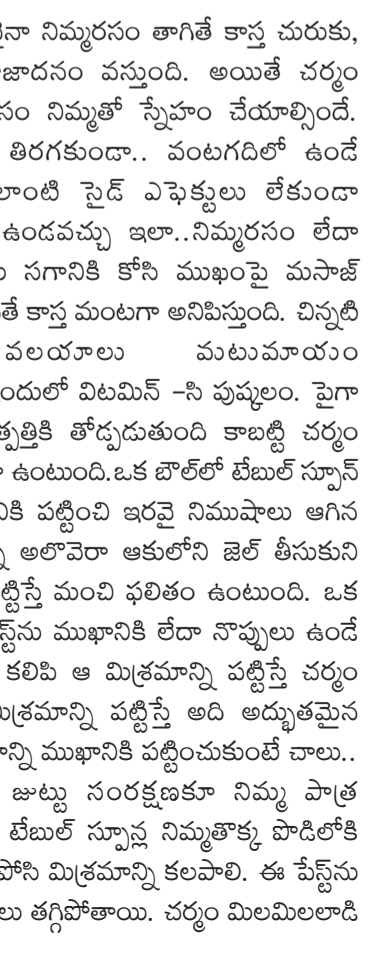 నా నిమ్మరసం తాగితే కాస్త చురుకు,
జాదనం వస్తుంది. అయితే చర్మం
సం నిమ్మతో స్నేహం చేయాల్సిందే.
తిరగకుండా.. వంటగదిలో ఉండే
లాంటి సైడ్ ఎఫెక్టులు లేకుండా
ఉండవచ్చు ఇలా..నిమ్మరసం లేదా
సగానికి కోసి ముఖంపై మసాజ్
తే కాస్త మంటగా అనిపిస్తుంది. చిన్నటి
వలయాలు మటుమాయం
ందులో విటమిన్ –సి పుష్కలం. పైగా
త్పత్తికి తోడ్పడుతుంది కాబట్టి చర్మం
ఉంటుంది.ఒక బౌల్‌లో టేబుల్ స్పూన్
నికి పట్టించి ఇరవై నిముషాలు ఆగిన
అలొవెరా ఆకులోని జెల్ తీసుకుని
ట్టిస్తే మంచి ఫలితం ఉంటుంది. ఒక
స్ట్‌ను ముఖానికి లేదా నొప్పులు ఉండే
కలిపి ఆ మిశ్రమాన్ని పట్టిస్తే చర్మం
మిశ్రమాన్ని పట్టిస్తే అది అద్భుతమైన
ాన్ని ముఖానికి పట్టించుకుంటే చాలు..
జుట్టు సంరక్షణకూ నిమ్మ పాత్ర
టేబుల్ స్పూన్ల నిమ్మతొక్క పొడిలోకి
పోసి మిశ్రమాన్ని కలపాలి. ఈ పేస్ట్‌ను
లు తగ్గిపోతాయి. చర్మం మిలమిలలాడి